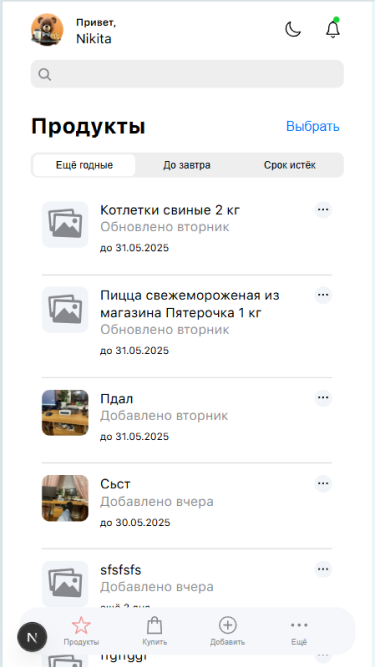 Привет,
Nikita
Продукты
Выбрать
Ещё годные
До завтра
Срок истёк
Котлетки свиные 2 кг
Обновлено вторник
до 31.05.2025
Пицца свежемороженая из
магазина Пятерочка 1 кг
Обновлено вторник
до 31.05.2025
Пдал
Добавлено вторник
до 31.05.2025
Сьст
Добавлено вчера
до 30.05.2025
sfsfsfs
Добавлено вчера
N
Продукты
Купить
Добавить
Ещё